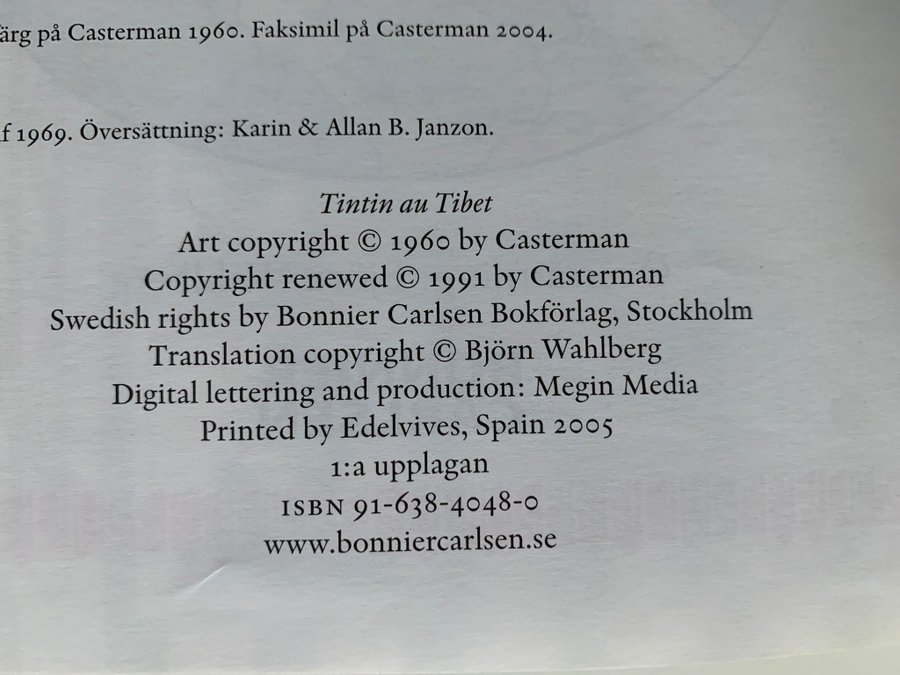 färg på Casterman 1960. Faksimil på Casterman 2004.
f 1969. Översättning: Karin & Allan B. Janzon.
Tintin au Tibet
Art copyright © 1960 by Casterman
Copyright renewed © 1991 by Casterman
Swedish rights by Bonnier Carlsen Bokförlag, Stockholm
Translation copyright © Björn Wahlberg
Digital lettering and production: Megin Media
Printed by Edelvives, Spain 2005
1:a upplagan
ISBN 91-638-4048-0
www.bonniercarlsen.se